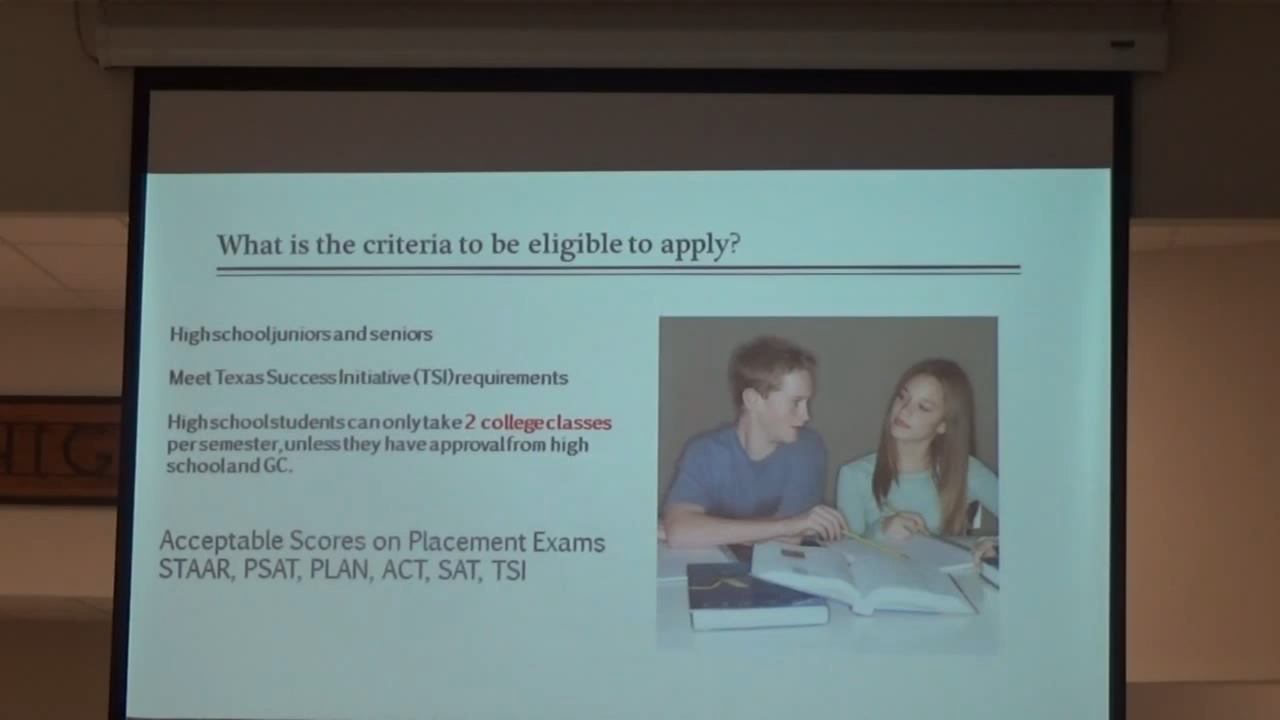 What is the criteria to be eligible to apply?
High school juniors and seniors
Meet Texas Success Initiative (TSI) requirements
High school students can only take 2 college classes
per semester, unless they have approval from high
school and GC.
Acceptable Scores on Placement Exams
STAAR, PSAT, PLAN, ACT, SAT, TSI